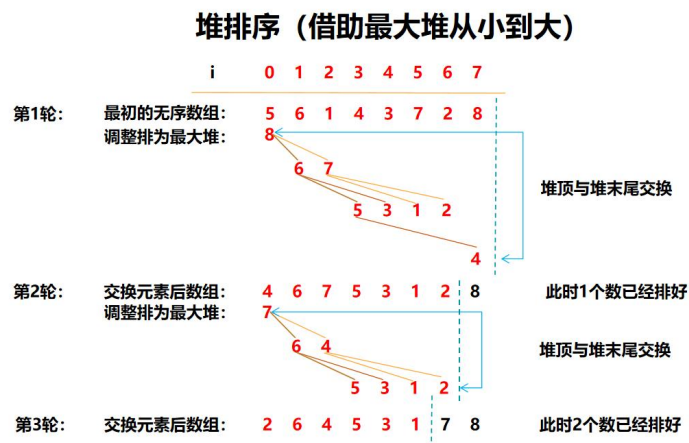 堆排序（借助最大堆从小到大）
i 0 1 2 3 4 5 6 7
第1轮： 最初的无序数组： 5 6 1 4 3 7 2 8
调整排为最大堆： 8
6 7
堆顶与堆末尾交换
5 3 1 2
4
第2轮： 交换元素后数组： 4 6 7 5 3 1 2 8 此时1个数已经排好
调整排为最大堆： 7
6 4 堆顶与堆末尾交换
5 3 1 2
第3轮： 交换元素后数组： 2 6 4 5 3 1 7 8 此时2个数已经排好